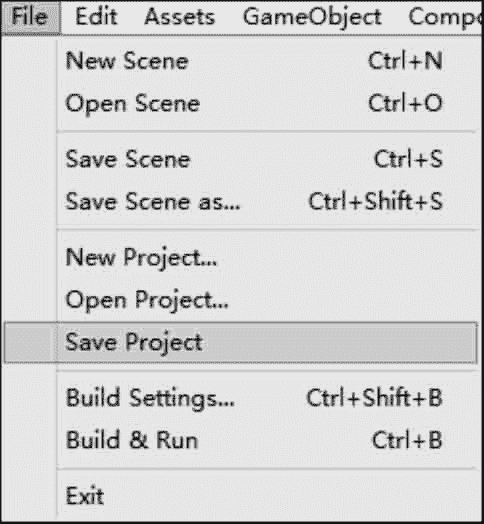 File Edit Assets GameObject Compo
New Scene Ctrl+N
Open Scene Ctrl+O
Save Scene Ctrl+S
Save Scene as... Ctrl+Shift+S
New Project...
Open Project...
Save Project
Build Settings... Ctrl+Shift+B
Build & Run Ctrl+B
Exit